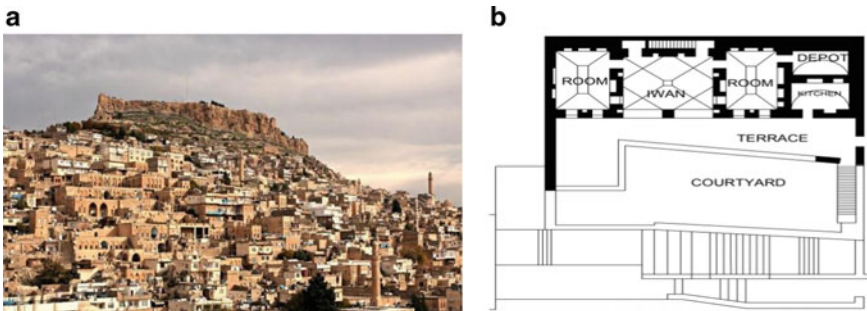 a
b
DEPOT
ROOM
IWAN
ROOM
KITCHEN
TERRACE
COURTYARD